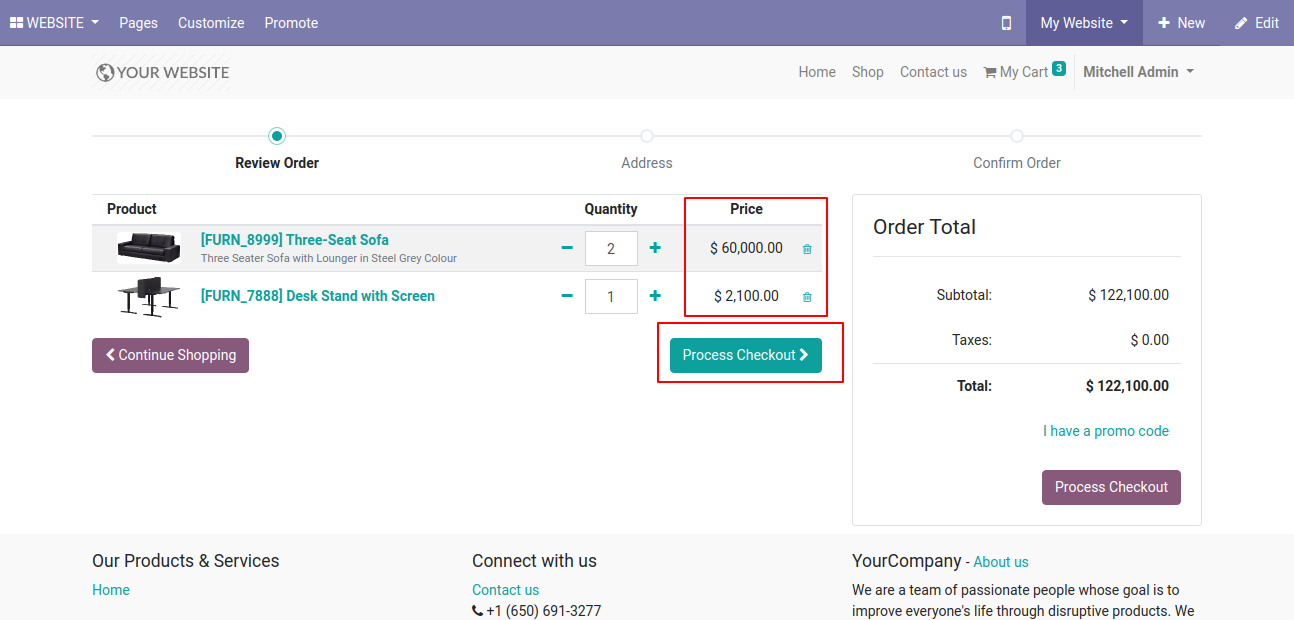 WEBSITE Pages Customize Promote My Website New Edit
YOUR WEBSITE Home Shop Contact us My Cart 3 Mitchell Admin
Review Order Address Confirm Order
Product Quantity Price
[FURN_8999] Three-Seat Sofa
Three Seater Sofa with Lounger in Steel Grey Colour
2 $ 60,000.00
[FURN_7888] Desk Stand with Screen 1 $ 2,100.00
Continue Shopping Process Checkout
Order Total
Subtotal: $ 122,100.00
Taxes: $ 0.00
Total: $ 122,100.00
I have a promo code
Process Checkout
Our Products & Services
Home
Connect with us
Contact us
+1 (650) 691-3277
YourCompany - About us
We are a team of passionate people whose goal is to
improve everyone's life through disruptive products. We